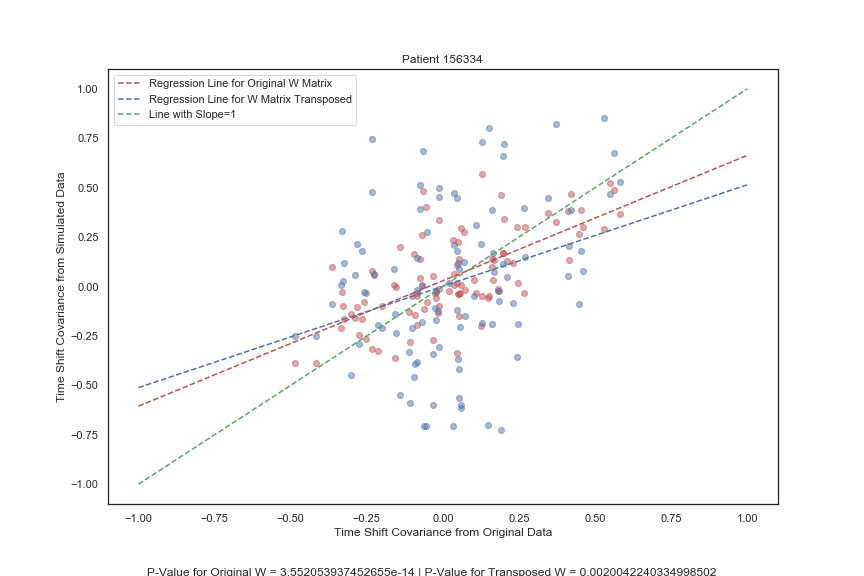 Patient 156334
Regression Line for Original W Matrix
Regression Line for W Matrix Transposed
Line with Slope=1
1.00
0.75
0.50
0.25
0.00
−0.25
−0.50
−0.75
−1.00
Time Shift Covariance from Simulated Data
−1.00 −0.75 −0.50 −0.25 0.00 0.25 0.50 0.75 1.00
Time Shift Covariance from Original Data
P-Value for Original W = 3.552053937452655e-14 | P-Value for Transposed W = 0.0020042240334998502